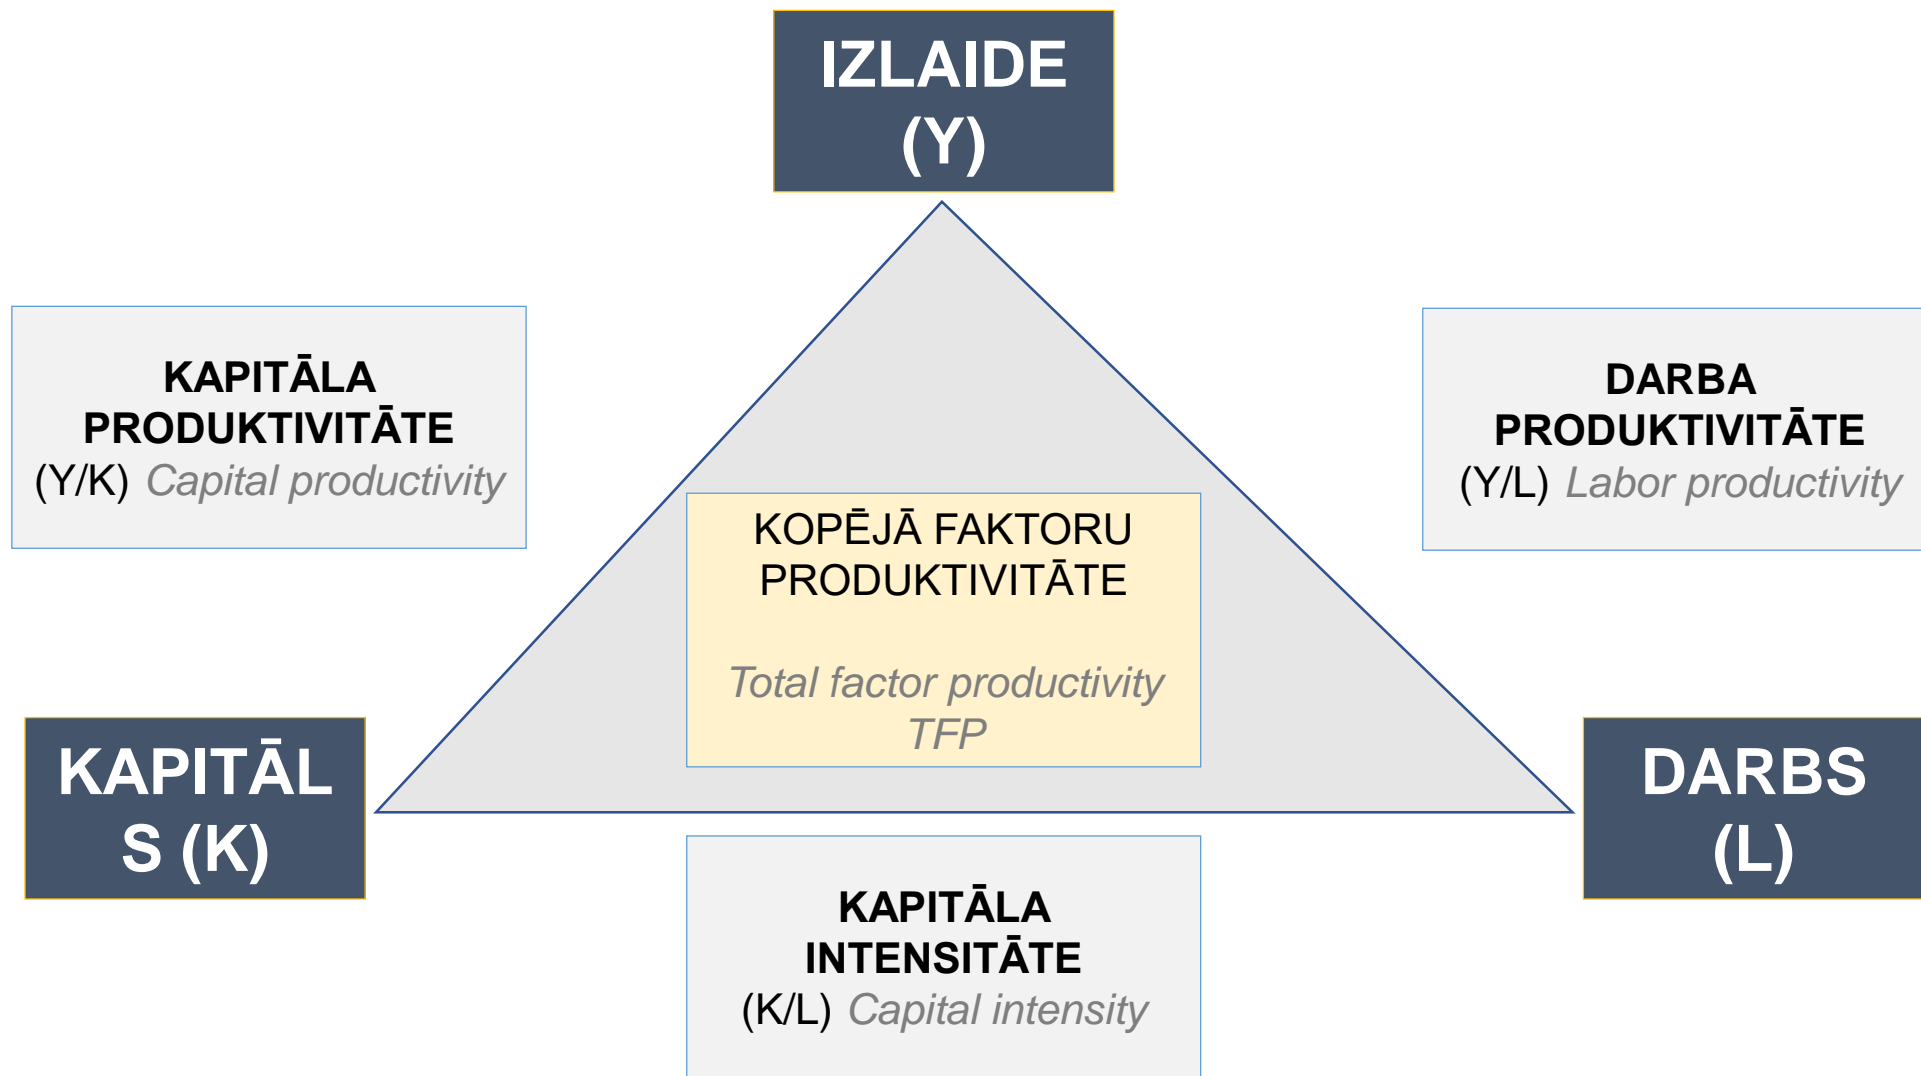 IZLAIDE
(Y)
KAPITĀLA
PRODUKTIVITĀTE
(Y/K) Capital productivity
DARBA
PRODUKTIVITĀTE
(Y/L) Labor productivity
KOPĒJĀ FAKTORU
PRODUKTIVITĀTE
Total factor productivity
TFP
KAPITĀL
S (K)
DARBS
(L)
KAPITĀLA
INTENSITĀTE
(K/L) Capital intensity